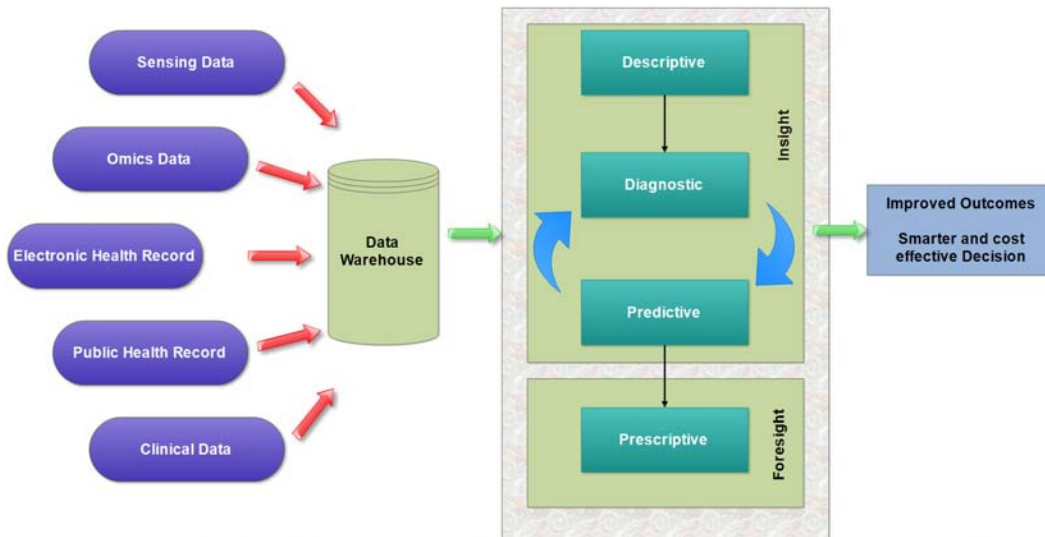 Sensing Data
Omics Data
Electronic Health Record
Public Health Record
Clinical Data
Data
Warehouse
Descriptive
Diagnostic
Predictive
Insight
Prescriptive
Foresight
Improved Outcomes
Smarter and cost
effective Decision